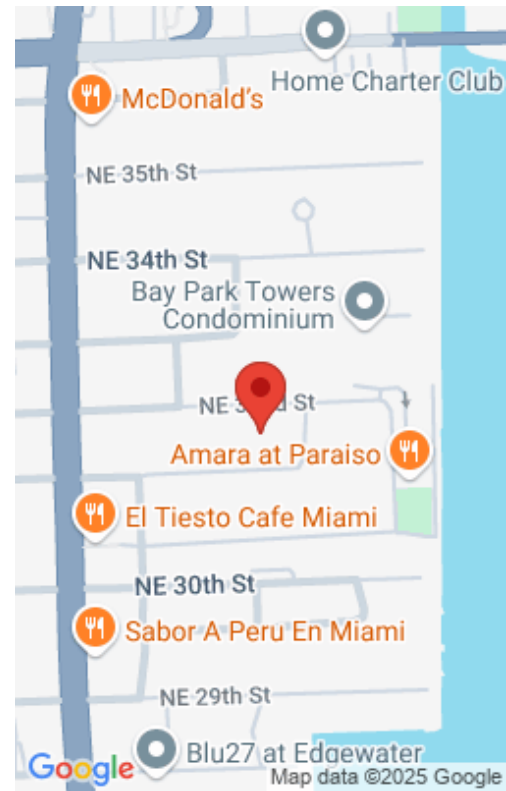 Home Charter Club
McDonald's
NE 35th St
NE 34th St
Bay Park Towers
Condominium
NE St
Amara at Paraiso
El Tiesto Cafe Miami
NE 30th St
Sabor A Peru En Miami
NE 29th St
Blu27 at Edgewater
Google
Map data ©2025 Google